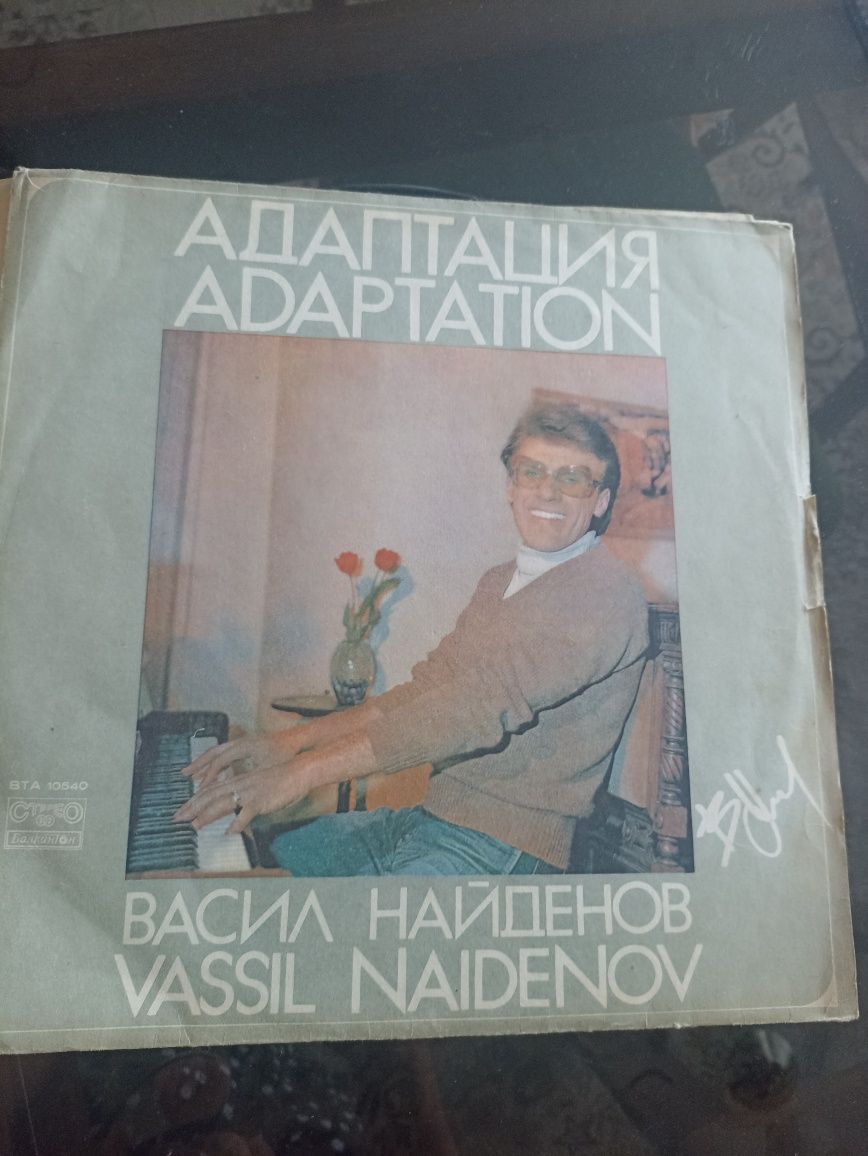 АДАПТАЦИЯ
ADAPTATION
ВТА 10540
СТЕРЕО
Балкантон
ВАСИЛ НАЙДЕНОВ
VASSIL NAIDENOV